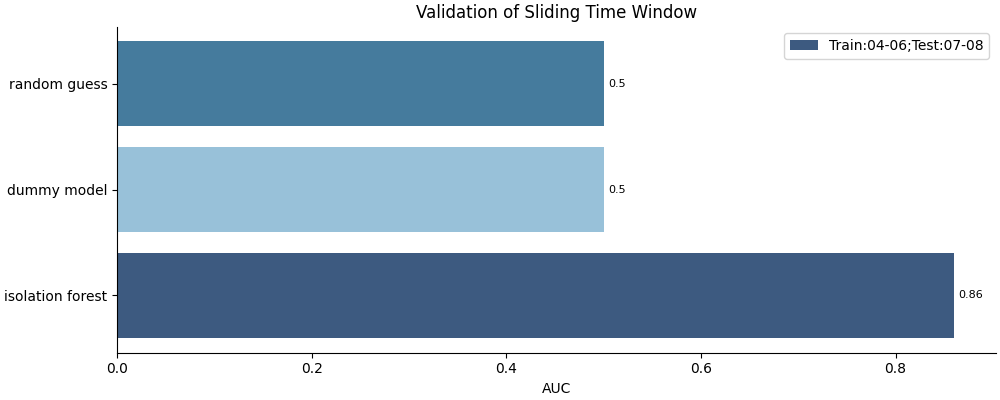 Validation of Sliding Time Window
Train:04-06;Test:07-08
random guess
0.5
dummy model
0.5
isolation forest
0.86
0.0 0.2 0.4 0.6 0.8
AUC